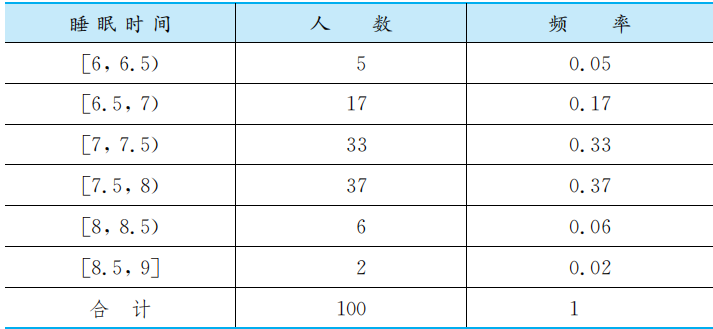 睡眠时间 人数 频率
[6, 6.5) 5 0.05
[6.5, 7) 17 0.17
[7, 7.5) 33 0.33
[7.5, 8) 37 0.37
[8, 8.5) 6 0.06
[8.5, 9] 2 0.02
合计 100 1